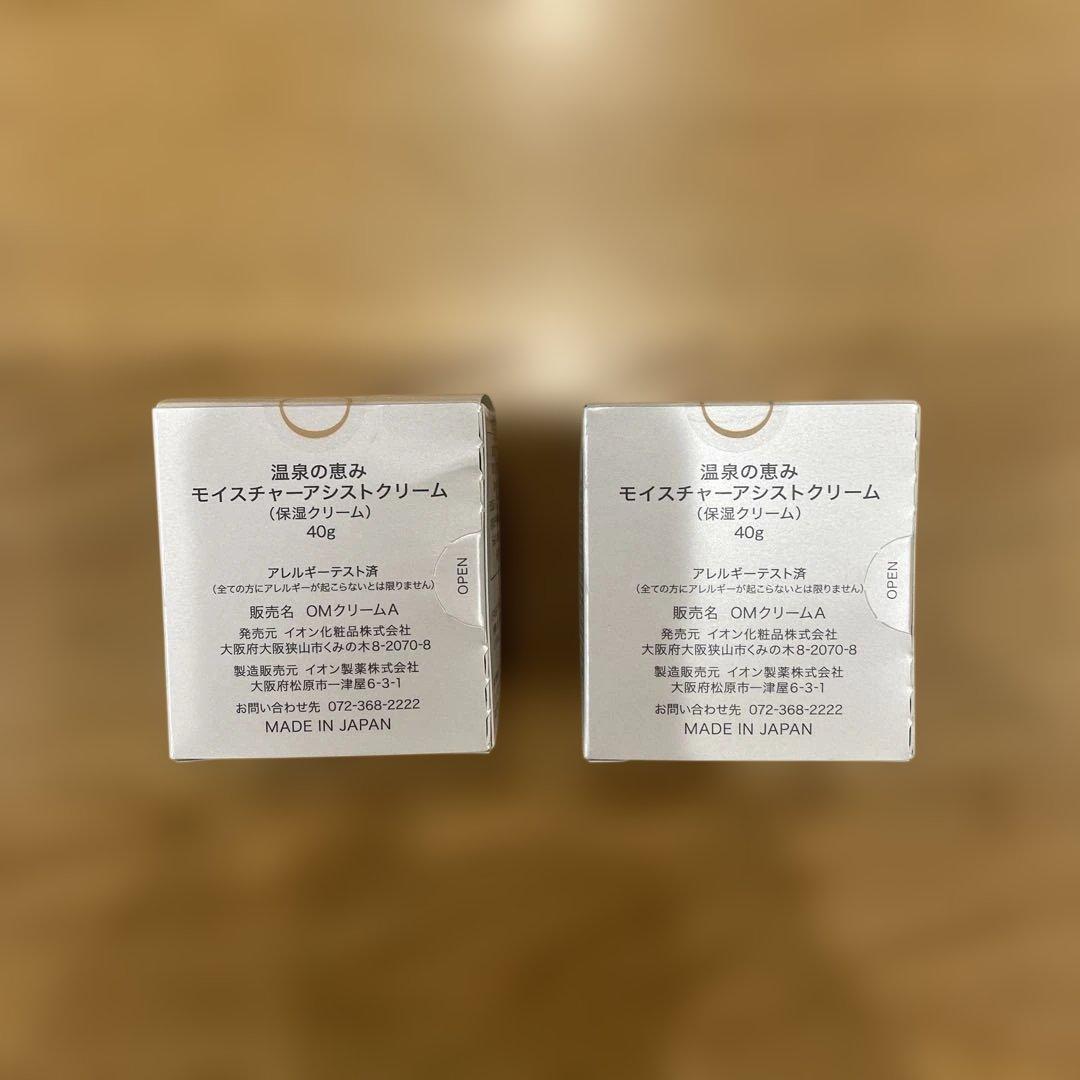 温泉の恵み
モイスチャーアシストクリーム
（保湿クリーム）
40g
アレルギーテスト済
（全ての方にアレルギーが起こらないとは限りません）
販売名 OMクリームA
発売元 イオン化粧品株式会社
大阪府大阪狭山市くみの木8-2070-8
製造販売元 イオン製薬株式会社
大阪府松原市一津屋6-3-1
お問い合わせ先 072-368-2222
MADE IN JAPAN
OPEN
温泉の恵み
モイスチャーアシストクリーム
（保湿クリーム）
40g
アレルギーテスト済
（全ての方にアレルギーが起こらないとは限りません）
販売名 OMクリームA
発売元 イオン化粧品株式会社
大阪府大阪狭山市くみの木8-2070-8
製造販売元 イオン製薬株式会社
大阪府松原市一津屋6-3-1
お問い合わせ先 072-368-2222
MADE IN JAPAN
OPEN